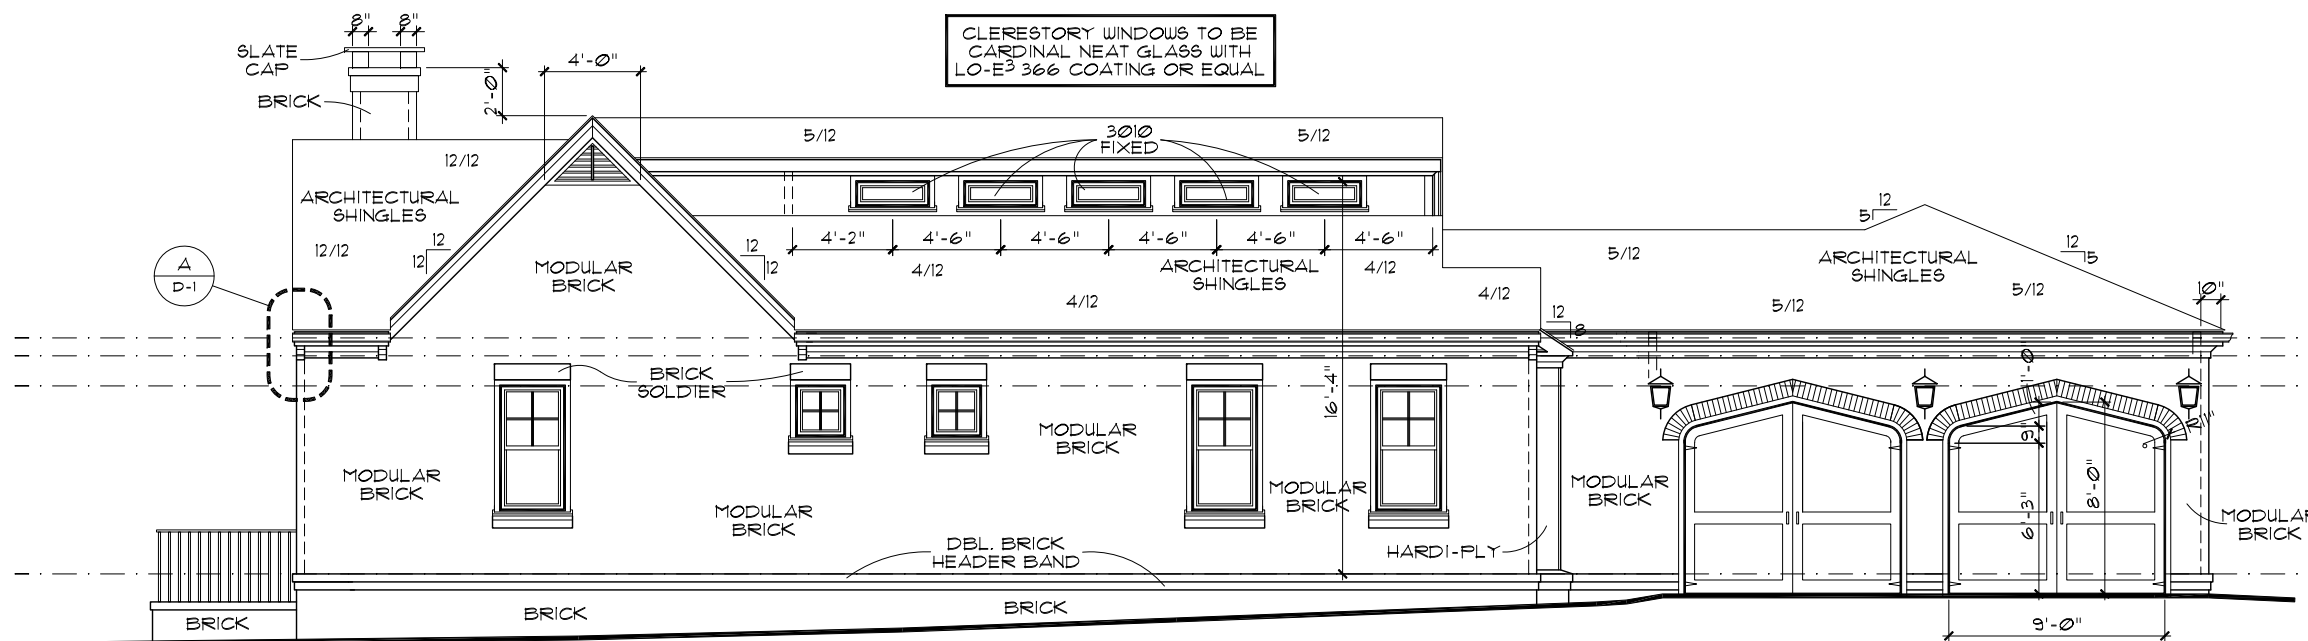 8" 8"
CLERESTORY WINDOWS TO BE
CARDINAL NEAT GLASS WITH
LO-E³ 366 COATING OR EQUAL
SLATE
CAP
4'-0"
2'-0"
BRICK
5/12
3010
FIXED
5/12
12/12
ARCHITECTURAL
SHINGLES
12
5
12/12
12
12
12
12
4'-2" 4'-6" 4'-6" 4'-6" 4'-6" 4'-6"
12
15
5/12
ARCHITECTURAL
SHINGLES
A
D-1
MODULAR
BRICK
4/12
ARCHITECTURAL
SHINGLES
4/12
4/12
4/12
5/12
5/12
10"
12
8
1'-0"
BRICK
SOLDIER
16'-4"
R 11"
9"
MODULAR
BRICK
MODULAR
BRICK
MODULAR
BRICK
MODULAR
BRICK
MODULAR
BRICK
6'-3"
8'-0"
MODULAR
BRICK
DBL. BRICK
HEADER BAND
HARDI-PLY
BRICK
BRICK
BRICK
9'-0"